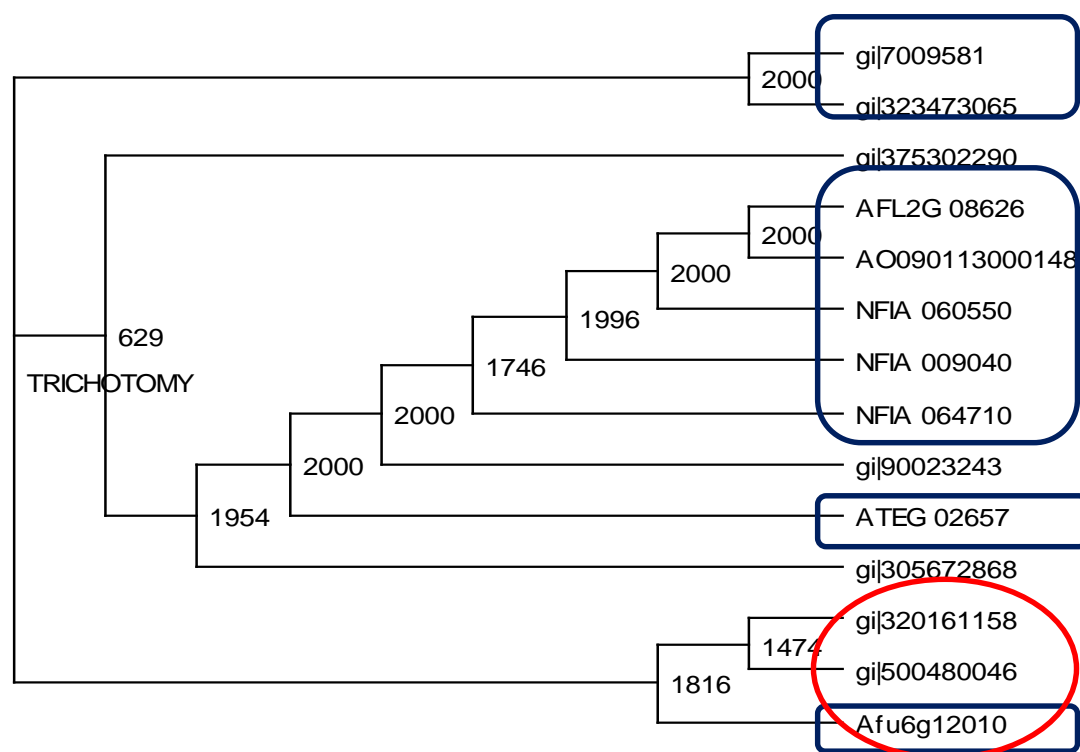 gi|7009581
2000
gi|323473065
gi|375302290
AFL2G 08626
2000
AO090113000148
2000
NFIA 060550
1996
629
NFIA 009040
1746
TRICHOTOMY
NFIA 064710
2000
gi|90023243
2000
ATEG 02657
1954
gi|305672868
gi|320161158
1474
gi|500480046
1816
Afu6g12010